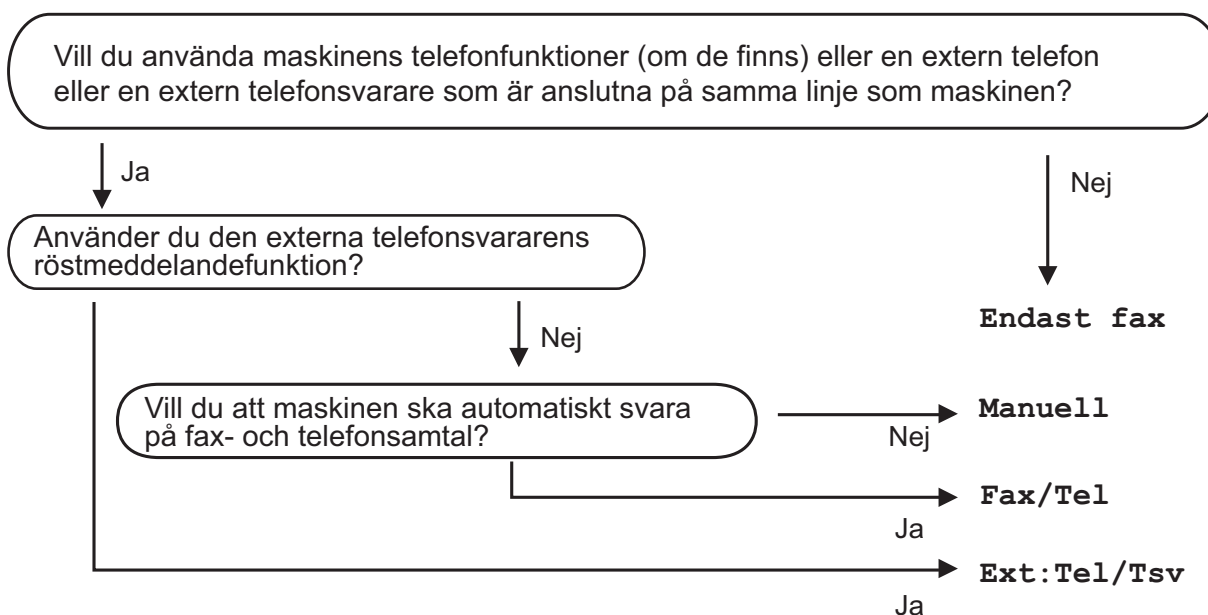 Vill du använda maskinens telefonfunktioner (om de finns) eller en extern telefon
eller en extern telefonsvarare som är anslutna på samma linje som maskinen?
Ja
Nej
Använder du den externa telefonsvararens
röstmeddelandefunktion?
Endast fax
Nej
Vill du att maskinen ska automatiskt svara
på fax- och telefonsamtal?
Manuell
Nej
Fax/Tel
Ja
Ext:Tel/Tsv
Ja